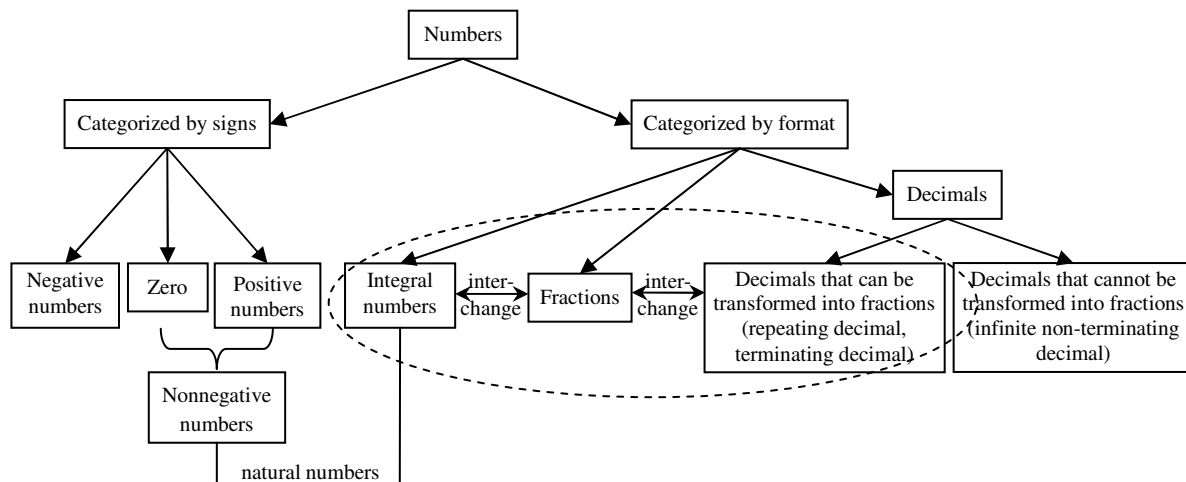 Numbers
Categorized by signs
Categorized by format
Decimals
Negative
numbers
Zero
Positive
numbers
Integral
numbers
inter-
change
Fractions
inter-
change
Decimals that can be
transformed into fractions
(repeating decimal,
terminating decimal)
Decimals that cannot be
transformed into fractions
(infinite non-terminating
decimal)
Nonnegative
numbers
natural numbers